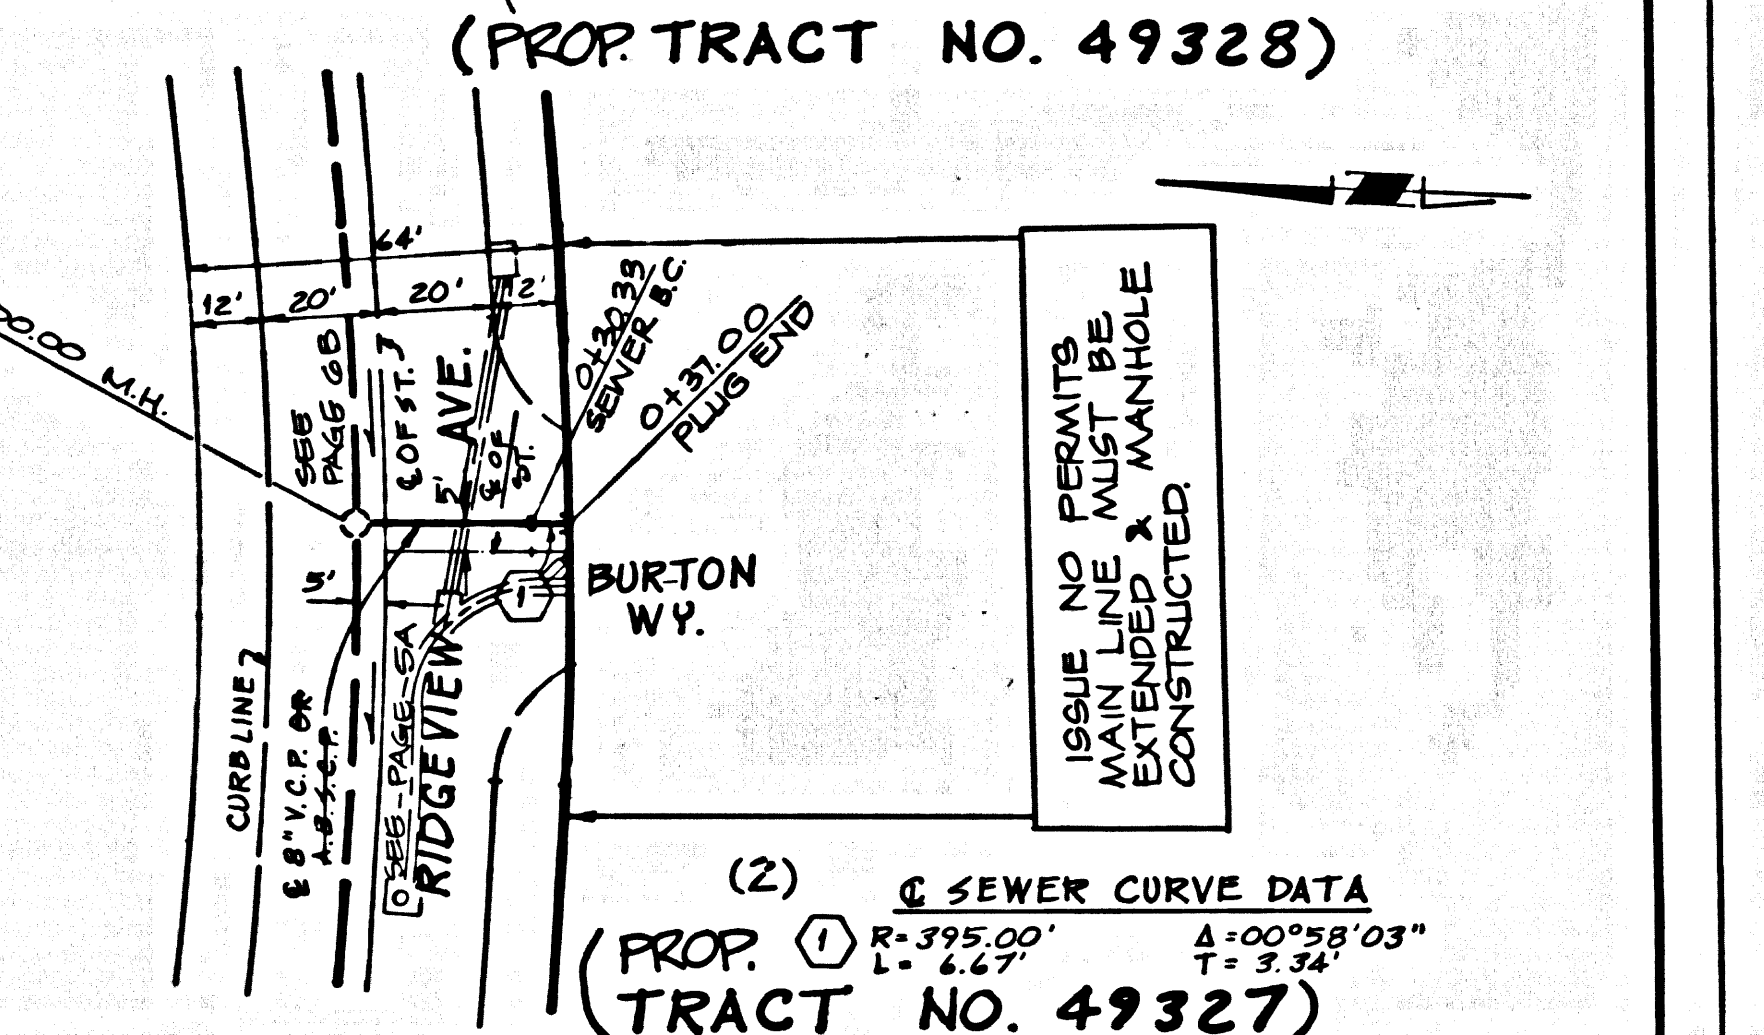 (PROP. TRACT NO. 49328)
64'
12' 20' 20' 12'
00.00 M.H.
SEE
PAGE 6B
℄ OF ST.
AVE.
5'
℄ OF
ST.
0+30.33
SEWER B.C.
0+37.00
PLUG END
ISSUE NO PERMITS
MAIN LINE MUST BE
EXTENDED & MANHOLE
CONSTRUCTED.
BURTON
WY.
1
5'
CURB LINE
℄ 8" V.C.P. OR
A.B.S.C.P.
SEE-PAGE-5A
RIDGEVIEW
(2)
℄ SEWER CURVE DATA
1 R=395.00' Δ=00°58'03"
L= 6.67' T= 3.34'
(PROP.
TRACT NO. 49327)